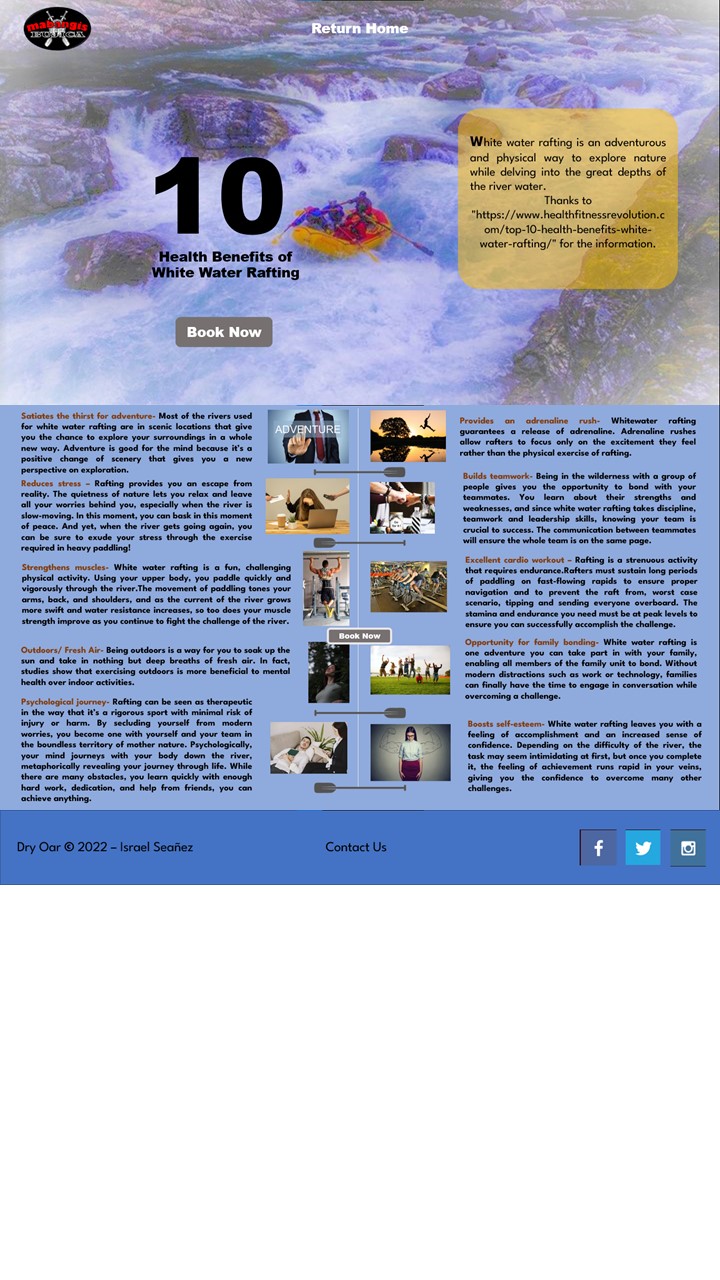 mabangis
BUJICA
Return Home
10
Health Benefits of
White Water Rafting
Book Now
White water rafting is an adventurous
and physical way to explore nature
while delving into the great depths of
the river water.
Thanks to
"https://www.healthfitnessrevolution.c
om/top-10-health-benefits-white-
water-rafting/" for the information.
Satiates the thirst for adventure- Most of the rivers used
for white water rafting are in scenic locations that give
you the chance to explore your surroundings in a whole
new way. Adventure is good for the mind because it's a
positive change of scenery that gives you a new
perspective on exploration.
Reduces stress – Rafting provides you an escape from
reality. The quietness of nature lets you relax and leave
all your worries behind you, especially when the river is
slow-moving. In this moment, you can bask in this moment
of peace. And yet, when the river gets going again, you
can be sure to exude your stress through the exercise
required in heavy paddling!
Strengthens muscles- White water rafting is a fun, challenging
physical activity. Using your upper body, you paddle quickly and
vigorously through the river.The movement of paddling tones your
arms, back, and shoulders, and as the current of the river grows
more swift and water resistance increases, so too does your muscle
strength improve as you continue to fight the challenge of the river.
Outdoors/ Fresh Air- Being outdoors is a way for you to soak up the
sun and take in nothing but deep breaths of fresh air. In fact,
studies show that exercising outdoors is more beneficial to mental
health over indoor activities.
Psychological journey- Rafting can be seen as therapeutic
in the way that it's a rigorous sport with minimal risk of
injury or harm. By secluding yourself from modern
worries, you become one with yourself and your team in
the boundless territory of mother nature. Psychologically,
your mind journeys with your body down the river,
metaphorically revealing your journey through life. While
there are many obstacles, you learn quickly with enough
hard work, dedication, and help from friends, you can
achieve anything.
ADVENTURE
Book Now
Provides an adrenaline rush- Whitewater rafting
guarantees a release of adrenaline. Adrenaline rushes
allow rafters to focus only on the excitement they feel
rather than the physical exercise of rafting.
Builds teamwork- Being in the wilderness with a group of
people gives you the opportunity to bond with your
teammates. You learn about their strengths and
weaknesses, and since white water rafting takes discipline,
teamwork and leadership skills, knowing your team is
crucial to success. The communication between teammates
will ensure the whole team is on the same page.
Excellent cardio workout – Rafting is a strenuous activity
that requires endurance.Rafters must sustain long periods
of paddling on fast-flowing rapids to ensure proper
navigation and to prevent the raft from, worst case
scenario, tipping and sending everyone overboard. The
stamina and endurance you need must be at peak levels to
ensure you can successfully accomplish the challenge.
Opportunity for family bonding- White water rafting is
one adventure you can take part in with your family,
enabling all members of the family unit to bond. Without
modern distractions such as work or technology, families
can finally have the time to engage in conversation while
overcoming a challenge.
Boosts self-esteem- White water rafting leaves you with a
feeling of accomplishment and an increased sense of
confidence. Depending on the difficulty of the river, the
task may seem intimidating at first, but once you complete
it, the feeling of achievement runs rapid in your veins,
giving you the confidence to overcome many other
challenges.
Dry Oar © 2022 – Israel Seañez
Contact Us